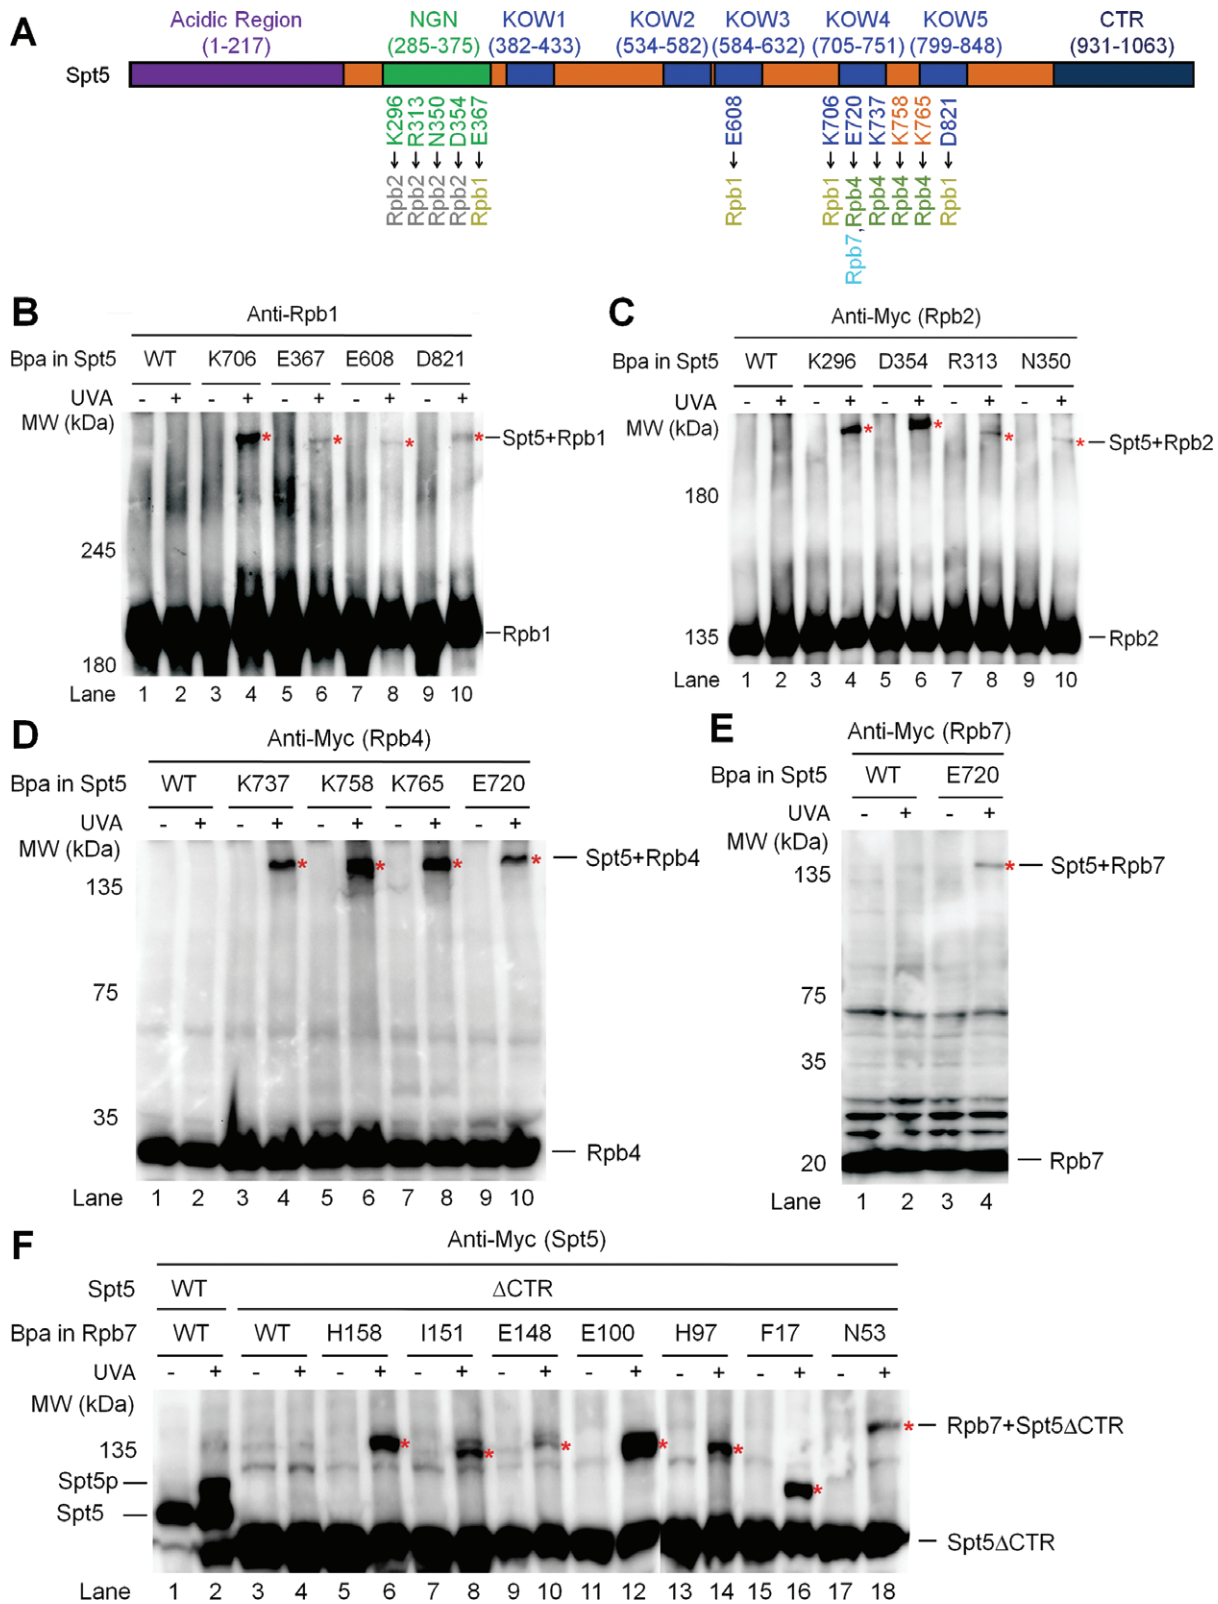 A
Acidic Region NGN KOW1 KOW2 KOW3 KOW4 KOW5 CTR
(1-217) (285-375) (382-433) (534-582) (584-632) (705-751) (799-848) (931-1063)
Spt5
K296 R313 N350 D354 E367 E608 K706 E720 K737 K758 K765 D821
Rpb2 Rpb2 Rpb2 Rpb2 Rpb1 Rpb1 Rpb1 Rpb7, Rpb4 Rpb4 Rpb4 Rpb4 Rpb1
B
Anti-Rpb1
Bpa in Spt5 WT K706 E367 E608 D821
UVA - + - + - + - + - +
MW (kDa)
* * * * Spt5+Rpb1
245
Rpb1
180
Lane 1 2 3 4 5 6 7 8 9 10
C
Anti-Myc (Rpb2)
Bpa in Spt5 WT K296 D354 R313 N350
UVA - + - + - + - + - +
MW (kDa)
* * * * Spt5+Rpb2
180
135 Rpb2
Lane 1 2 3 4 5 6 7 8 9 10
D
Anti-Myc (Rpb4)
Bpa in Spt5 WT K737 K758 K765 E720
UVA - + - + - + - + - +
MW (kDa)
* * * * Spt5+Rpb4
135
75
35
Rpb4
Lane 1 2 3 4 5 6 7 8 9 10
E
Anti-Myc (Rpb7)
Bpa in Spt5 WT E720
UVA - + - +
MW (kDa)
* Spt5+Rpb7
135
75
35
20 Rpb7
Lane 1 2 3 4
F
Anti-Myc (Spt5)
Spt5 WT ΔCTR
Bpa in Rpb7 WT WT H158 I151 E148 E100 H97 F17 N53
UVA - + - + - + - + - + - + - + - + - +
MW (kDa)
* * * * * * * Rpb7+Spt5ΔCTR
135
Spt5p
Spt5
Spt5ΔCTR
Lane 1 2 3 4 5 6 7 8 9 10 11 12 13 14 15 16 17 18